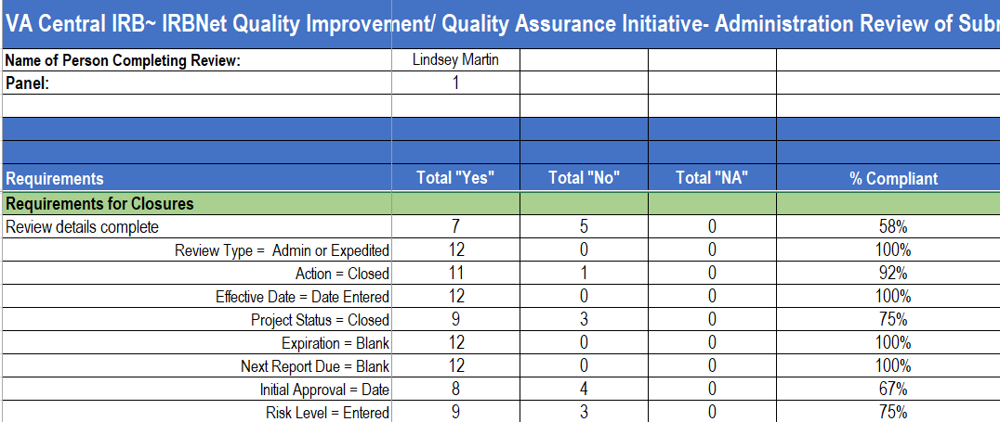 VA Central IRB~ IRBNet Quality Improvement/ Quality Assurance Initiative- Administration Review of Subm
Name of Person Completing Review: Lindsey Martin
Panel: 1
Requirements Total "Yes" Total "No" Total "NA" % Compliant
Requirements for Closures
Review details complete 7 5 0 58%
Review Type = Admin or Expedited 12 0 0 100%
Action = Closed 11 1 0 92%
Effective Date = Date Entered 12 0 0 100%
Project Status = Closed 9 3 0 75%
Expiration = Blank 12 0 0 100%
Next Report Due = Blank 12 0 0 100%
Initial Approval = Date 8 4 0 67%
Risk Level = Entered 9 3 0 75%